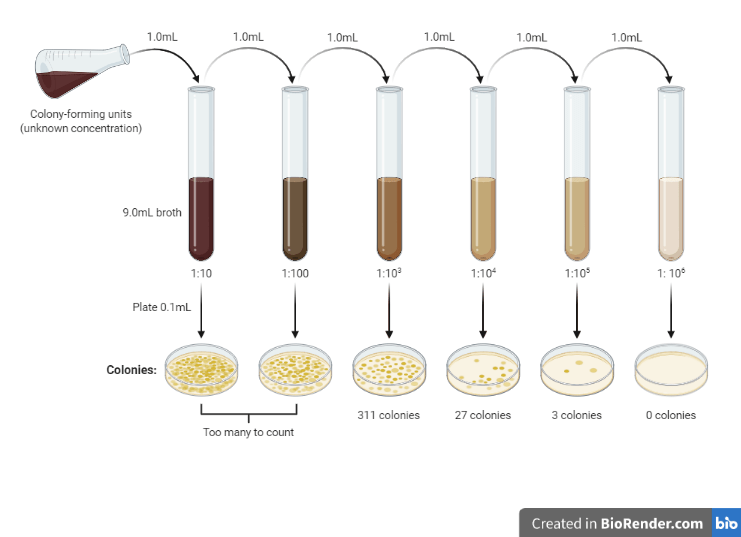 1.0mL 1.0mL 1.0mL 1.0mL 1.0mL 1.0mL
Colony-forming units
(unknown concentration)
9.0mL broth
1:10 1:100 1:10³ 1:10⁴ 1:10⁵ 1: 10⁶
Plate 0.1mL
Colonies:
311 colonies 27 colonies 3 colonies 0 colonies
Too many to count
Created in BioRender.com bio